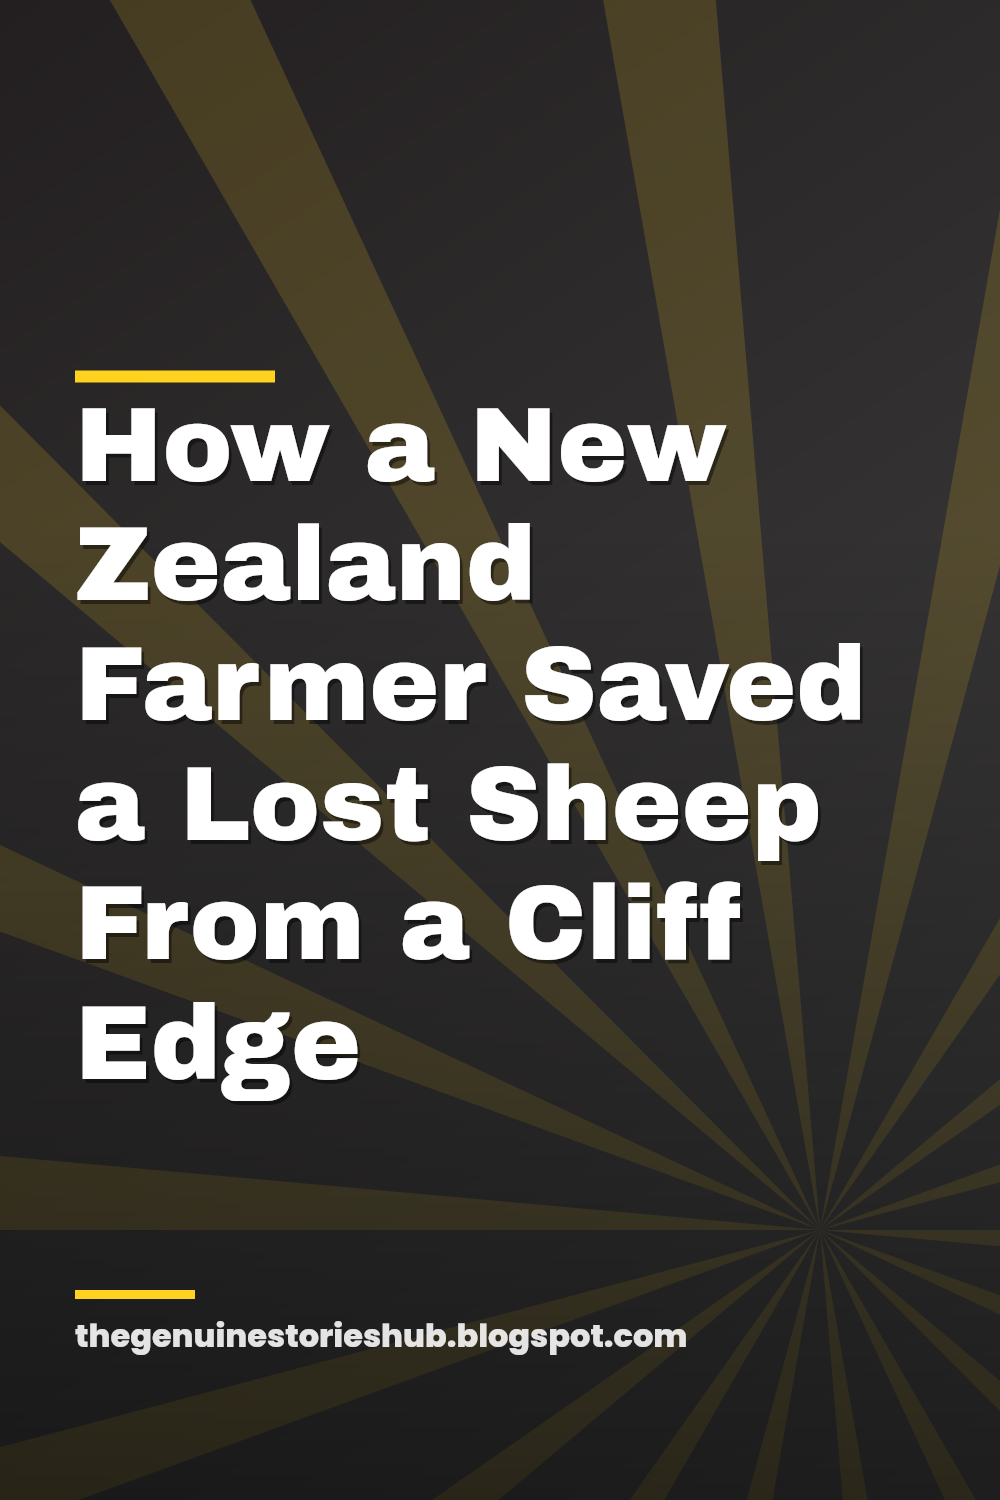 How a New
Zealand
Farmer Saved
a Lost Sheep
From a Cliff
Edge
thegenuinestorieshub.blogspot.com